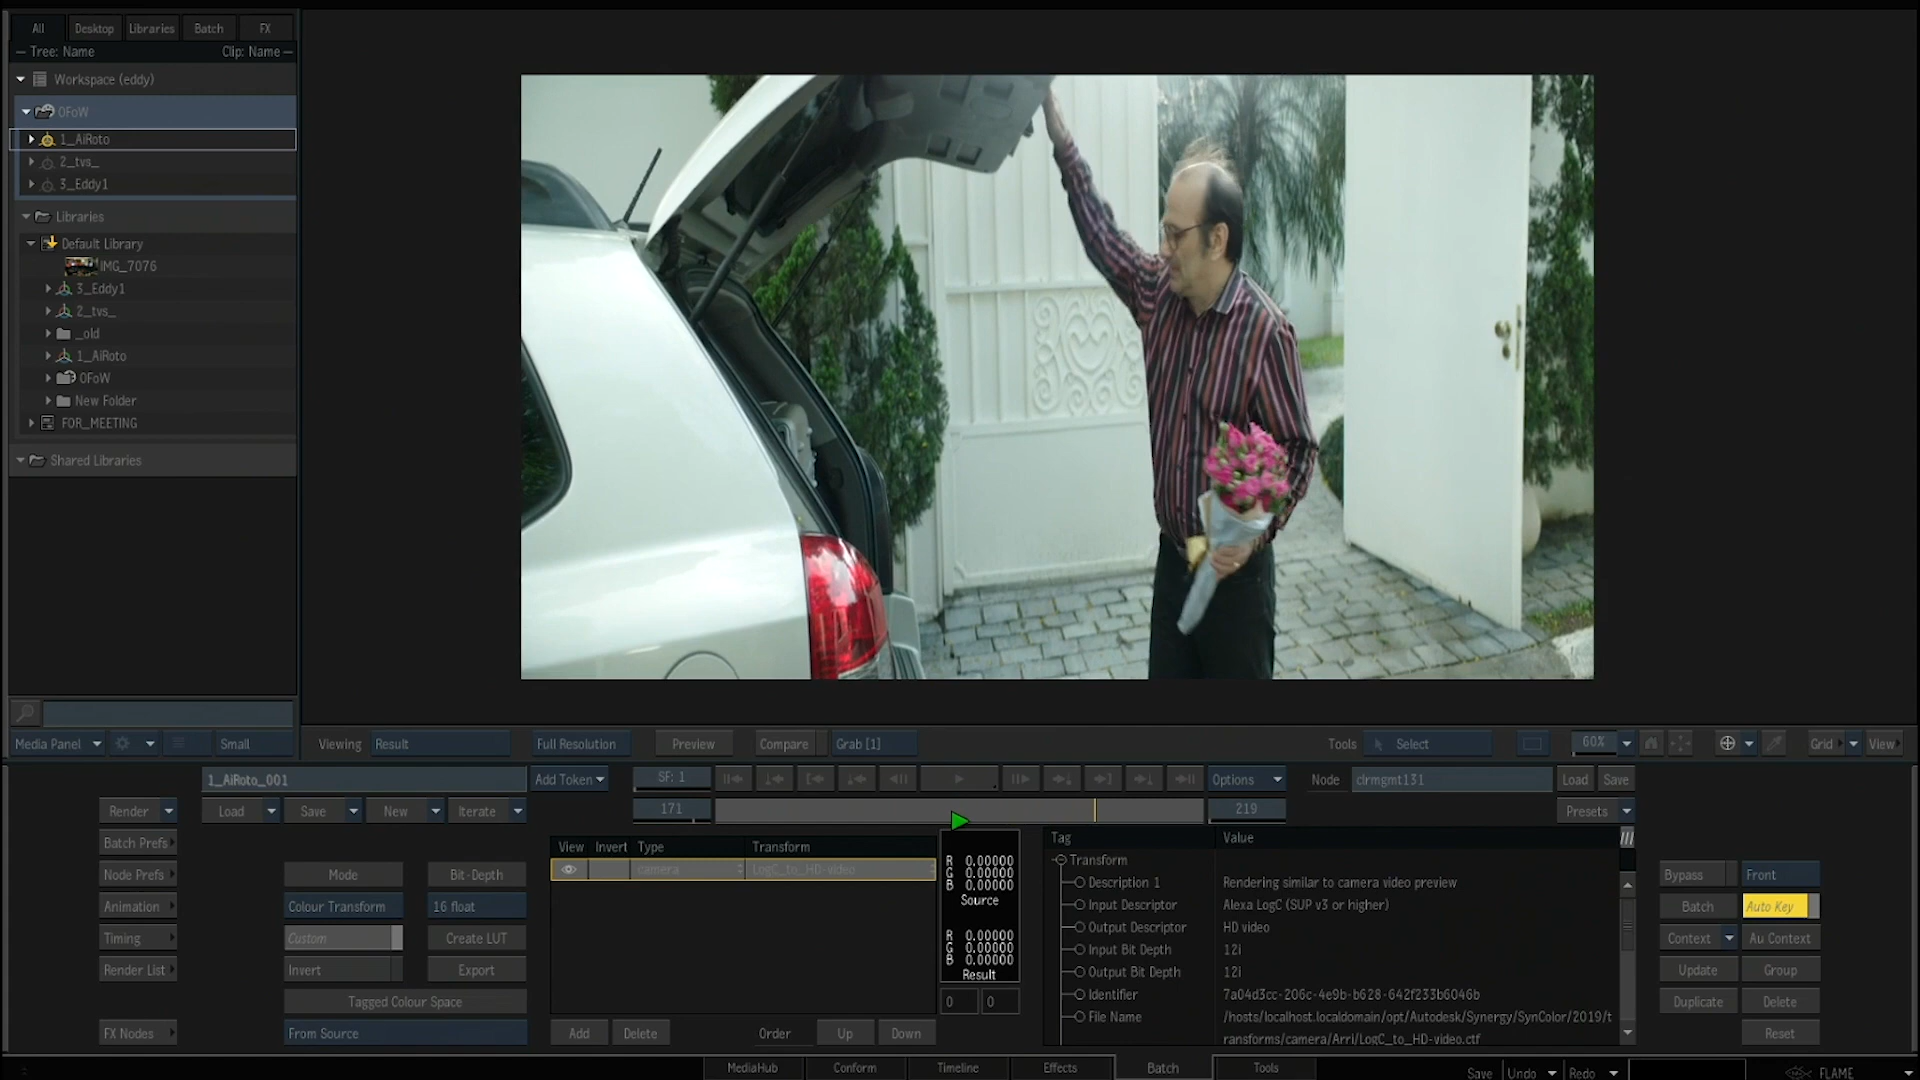 All Desktop Libraries Batch FX
Tree: Name Clip: Name
Workspace (eddy)
OFoW
1_AiRoto
2_tvs_
3_Eddy1
Libraries
Default Library
IMG_7076
3_Eddy1
2_tvs_
_old
1_AiRoto
OFoW
New Folder
FOR_MEETING
Shared Libraries
Media Panel Small Viewing Result Full Resolution Preview Compare Grab [1] Tools Select 60% Grid View
1_AiRoto_001 Add Token SF: 1 Options Node clrmgmt131 Load Save
Render Load Save New Iterate 171 219 Presets
Batch Prefs
Node Prefs
Animation
Timing
Render List
FX Nodes
Mode Bit-Depth
Colour Transform 16 float
Custom Create LUT
Invert Export
Tagged Colour Space
From Source
View Invert Type Transform
camera LogC_to_HD-video
Add Delete Order Up Down
R 0.00000
G 0.00000
B 0.00000
Source
R 0.00000
G 0.00000
B 0.00000
Result
0 0
Tag Value
Transform
Description 1 Rendering similar to camera video preview
Input Descriptor Alexa LogC (SUP v3 or higher)
Output Descriptor HD video
Input Bit Depth 12i
Output Bit Depth 12i
Identifier 7a04d3cc-206c-4e9b-b628-642f233b6046b
File Name /hosts/localhost.localdomain/opt/Autodesk/Synergy/SynColor/2019/t
ransforms/camera/Arri/LogC_to_HD-video.ctf
Bypass Front
Batch Auto Key
Context Au Context
Update Group
Duplicate Delete
Reset
MediaHub Conform Timeline Effects Batch Tools Save Undo Redo FLAME